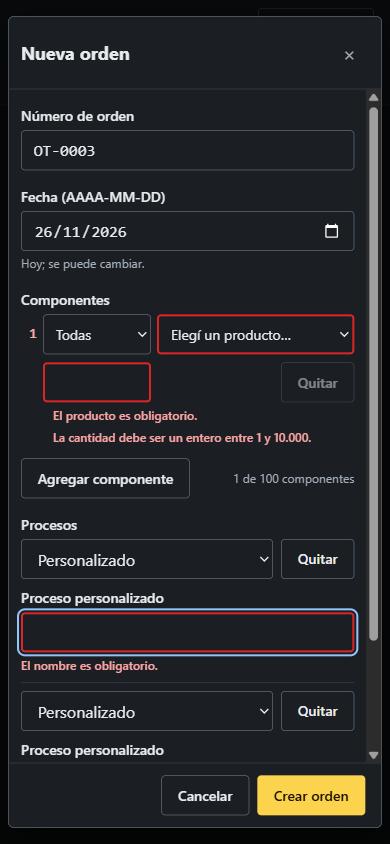 Nueva orden ×
Número de orden
OT-0003
Fecha (AAAA-MM-DD)
26/11/2026
Hoy; se puede cambiar.
Componentes
1 Todas Elegí un producto...
Quitar
El producto es obligatorio.
La cantidad debe ser un entero entre 1 y 10.000.
Agregar componente 1 de 100 componentes
Procesos
Personalizado Quitar
Proceso personalizado
El nombre es obligatorio.
Personalizado Quitar
Proceso personalizado
Cancelar Crear orden